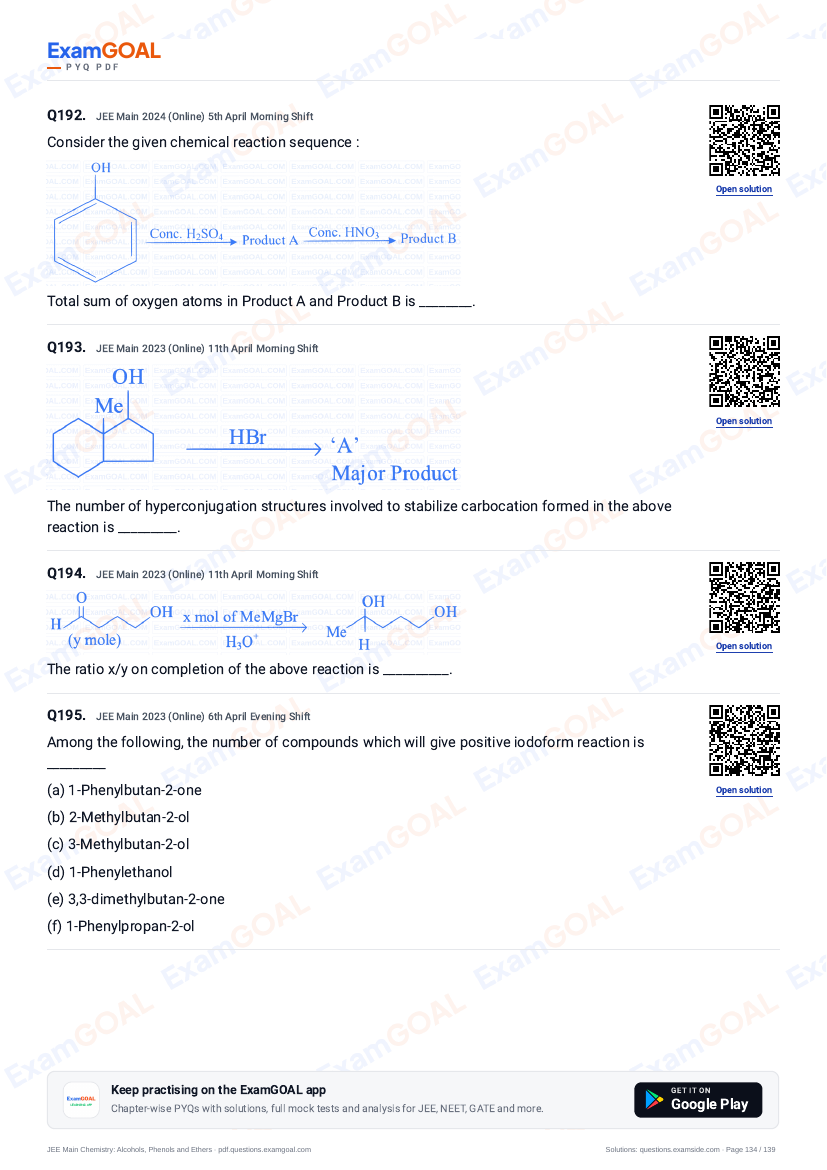 ExamGOAL
PYQ PDF
Q192. JEE Main 2024 (Online) 5th April Morning Shift
Consider the given chemical reaction sequence :
OH
Conc. H₂SO₄ Product A Conc. HNO₃ Product B
Total sum of oxygen atoms in Product A and Product B is ________.
Open solution
Q193. JEE Main 2023 (Online) 11th April Morning Shift
OH
Me
HBr
‘A’
Major Product
The number of hyperconjugation structures involved to stabilize carbocation formed in the above
reaction is _________.
Open solution
Q194. JEE Main 2023 (Online) 11th April Morning Shift
O
H
OH
(y mole)
x mol of MeMgBr
H₃O⁺
OH
OH
Me
H
The ratio x/y on completion of the above reaction is __________.
Open solution
Q195. JEE Main 2023 (Online) 6th April Evening Shift
Among the following, the number of compounds which will give positive iodoform reaction is
_________
(a) 1-Phenylbutan-2-one
(b) 2-Methylbutan-2-ol
(c) 3-Methylbutan-2-ol
(d) 1-Phenylethanol
(e) 3,3-dimethylbutan-2-one
(f) 1-Phenylpropan-2-ol
Open solution
Keep practising on the ExamGOAL app
Chapter-wise PYQs with solutions, full mock tests and analysis for JEE, NEET, GATE and more.
GET IT ON
Google Play
JEE Main Chemistry: Alcohols, Phenols and Ethers · pdf.questions.examgoal.com
Solutions: questions.examside.com · Page 134 / 139